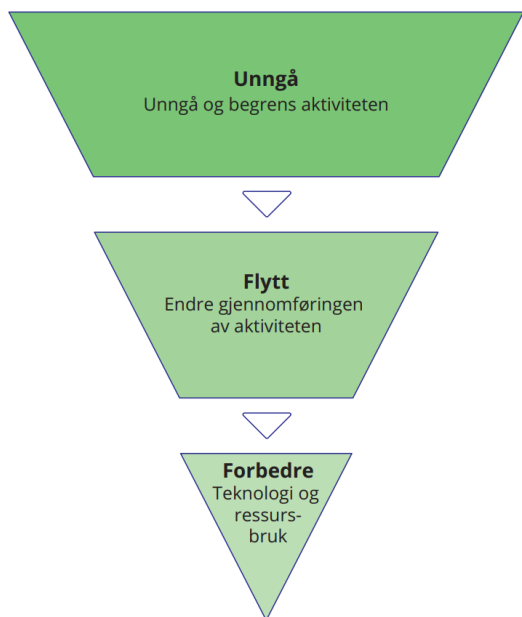 Unngå
Unngå og begrens aktiviteten
Flytt
Endre gjennomføringen
av aktiviteten
Forbedre
Teknologi og
ressurs-
bruk